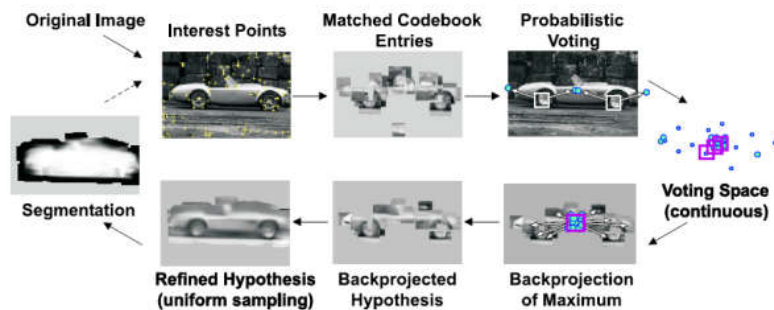 Original Image
Interest Points
Matched Codebook
Entries
Probabilistic
Voting
Voting Space
(continuous)
Segmentation
Refined Hypothesis
(uniform sampling)
Backprojected
Hypothesis
Backprojection
of Maximum